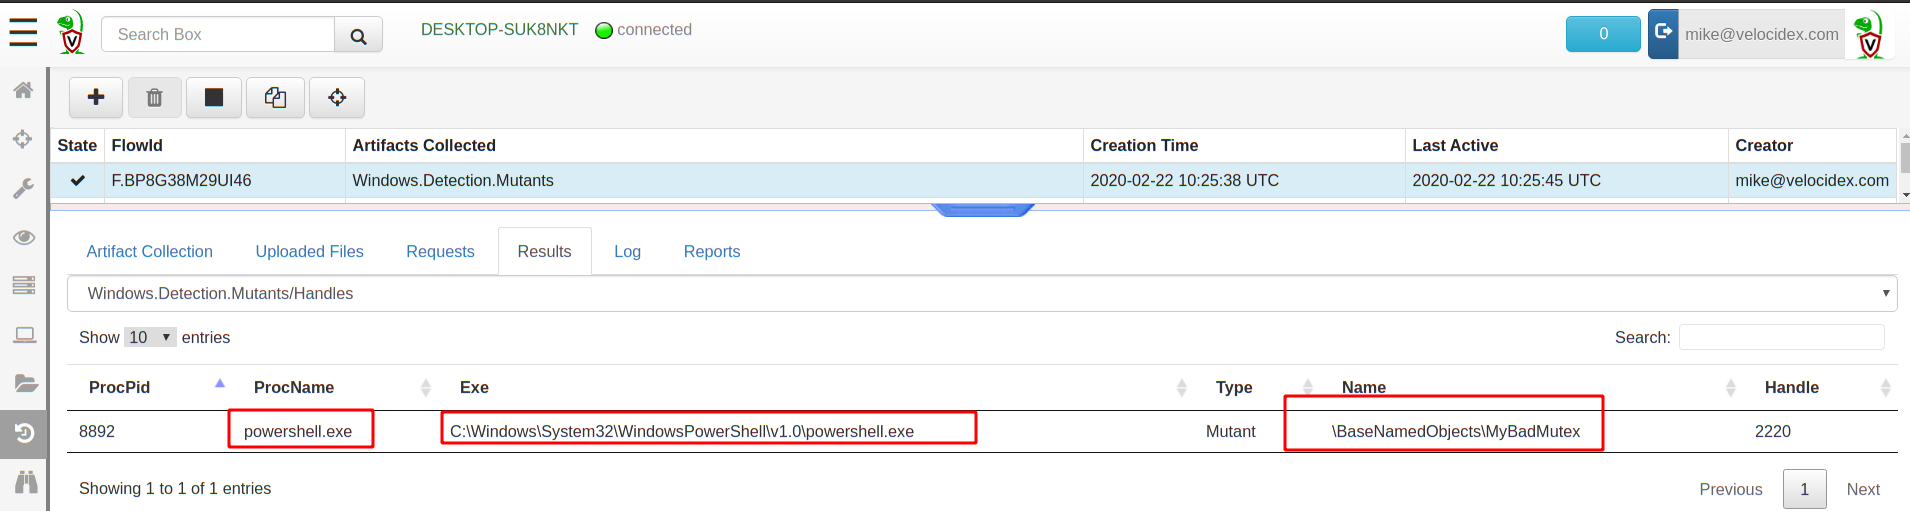 Search Box
DESKTOP-SUK8NKT connected
0
mike@velocidex.com
State FlowId Artifacts Collected Creation Time Last Active Creator
F.BP8G38M29UI46 Windows.Detection.Mutants 2020-02-22 10:25:38 UTC 2020-02-22 10:25:45 UTC mike@velocidex.com
Artifact Collection Uploaded Files Requests Results Log Reports
Windows.Detection.Mutants/Handles
Show 10 entries Search:
ProcPid ProcName Exe Type Name Handle
8892 powershell.exe C:\Windows\System32\WindowsPowerShell\v1.0\powershell.exe Mutant \BaseNamedObjects\MyBadMutex 2220
Showing 1 to 1 of 1 entries Previous 1 Next